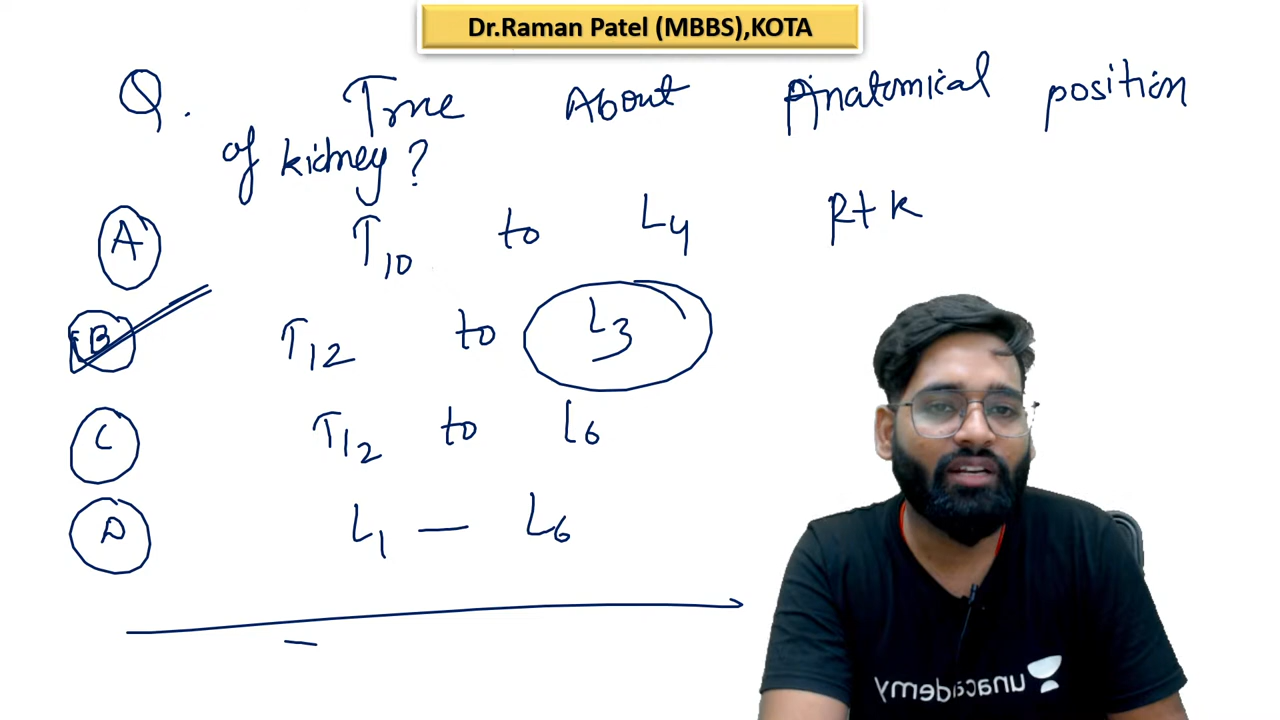 Dr.Raman Patel (MBBS),KOTA
Q. True About Anatomical position
of kidney?
A T10 to L4 Rt k
B T12 to L3
C T12 to L6
D L1 — L6
unacademy